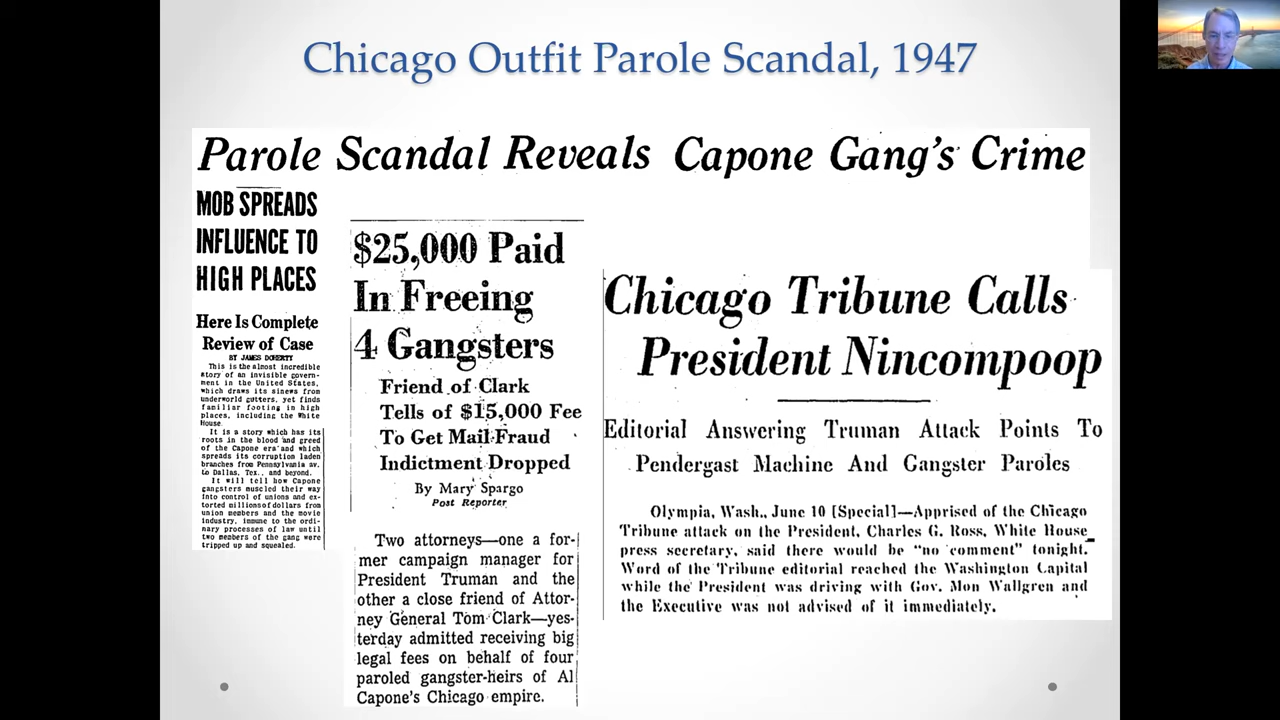 Chicago Outfit Parole Scandal, 1947
Parole Scandal Reveals Capone Gang's Crime
MOB SPREADS
INFLUENCE TO
HIGH PLACES
Here Is Complete
Review of Case
BY JAMES DOHERTY
This is the almost incredible
story of an invisible govern-
ment in the United States,
which draws its sinews from
underworld gutters, yet finds
familiar footing in high
places, including the White
House.
It is a story which has its
roots in the blood and greed
of the Capone era and which
spreads its corruption laden
branches from Pennsylvania av.
to Dallas, Tex., and beyond.
It will tell how Capone
gangsters muscled their way
into control of unions and ex-
torted millions of dollars from
union members and the movie
industry, immune to the ordi-
nary processes of law until
two members of the gang were
tripped up and squealed.
$25,000 Paid
In Freeing
4 Gangsters
Friend of Clark
Tells of $15,000 Fee
To Get Mail Fraud
Indictment Dropped
By Mary Spargo
Post Reporter
Two attorneys—one a for-
mer campaign manager for
President Truman and the
other a close friend of Attor-
ney General Tom Clark—yes-
terday admitted receiving big
legal fees on behalf of four
paroled gangster-heirs of Al
Capone's Chicago empire.
Chicago Tribune Calls
President Nincompoop
Editorial Answering Truman Attack Points To
Pendergast Machine And Gangster Paroles
Olympia, Wash., June 10 [Special]—Apprised of the Chicago
Tribune attack on the President, Charles G. Ross, White House
press secretary, said there would be "no comment" tonight.
Word of the Tribune editorial reached the Washington Capital
while the President was driving with Gov. Mon Wallgren and
the Executive was not advised of it immediately.